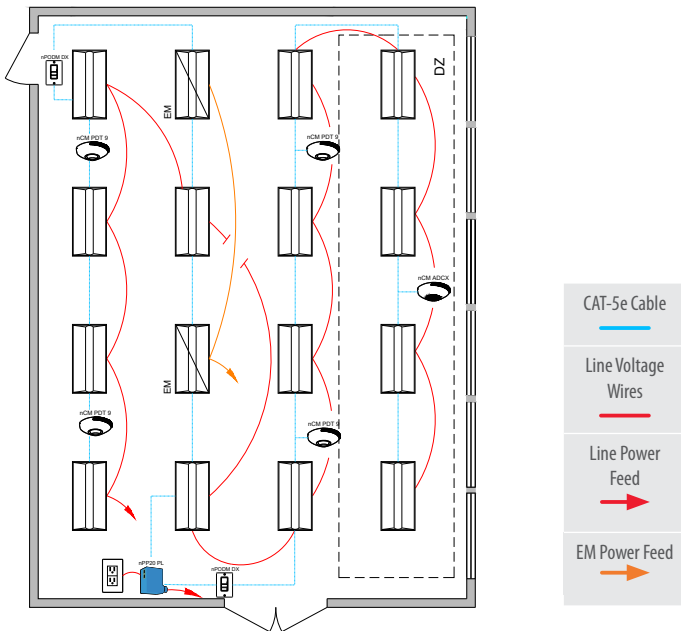 nPODM DX
EM
DZ
nCM PDT 9
nCM PDT 9
nCM ADCX
EM
nCM PDT 9
nCM PDT 9
nPP20 PL
nPODM DX
CAT-5e Cable
Line Voltage
Wires
Line Power
Feed
EM Power Feed